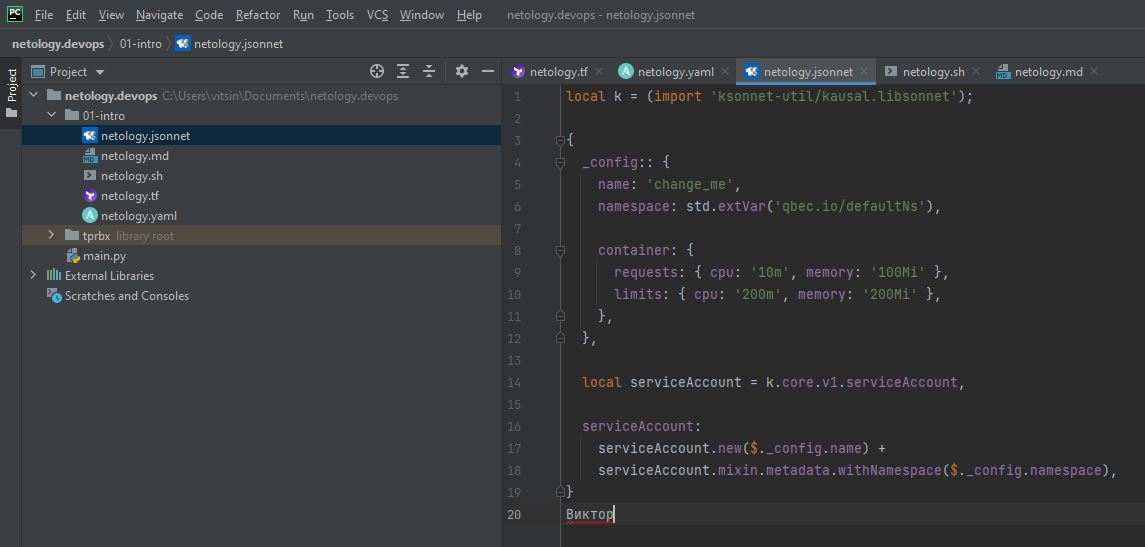 PC File Edit View Navigate Code Refactor Run Tools VCS Window Help netology.devops - netology.jsonnet
netology.devops 01-intro netology.jsonnet
Project
Project
netology.devops C:\Users\vitsin\Documents\netology.devops
01-intro
netology.jsonnet
MD netology.md
netology.sh
netology.tf
A netology.yaml
tprbx library root
main.py
External Libraries
Scratches and Consoles
netology.tf A netology.yaml netology.jsonnet netology.sh MD netology.md
1 local k = (import 'ksonnet-util/kausal.libsonnet');
2
3 {
4 _config:: {
5 name: 'change_me',
6 namespace: std.extVar('qbec.io/defaultNs'),
7
8 container: {
9 requests: { cpu: '10m', memory: '100Mi' },
10 limits: { cpu: '200m', memory: '200Mi' },
11 },
12 },
13
14 local serviceAccount = k.core.v1.serviceAccount,
15
16 serviceAccount:
17 serviceAccount.new($._config.name) +
18 serviceAccount.mixin.metadata.withNamespace($._config.namespace),
19 }
20 Виктор